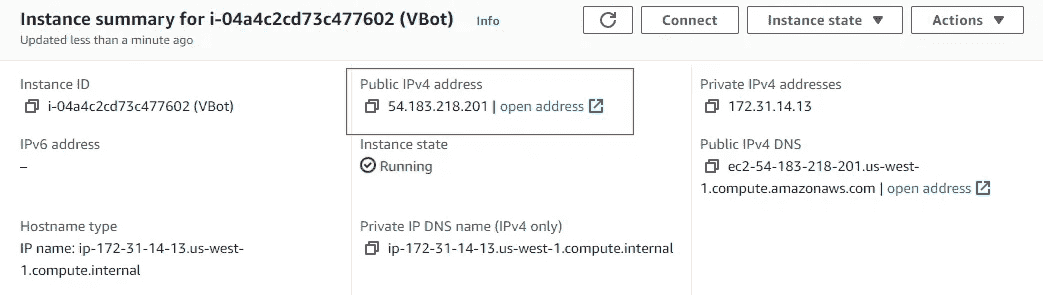 Instance summary for i-04a4c2cd73c477602 (VBot) Info
Updated less than a minute ago
Connect
Instance state
Actions
Instance ID
i-04a4c2cd73c477602 (VBot)
Public IPv4 address
54.183.218.201 | open address
Private IPv4 addresses
172.31.14.13
IPv6 address
–
Instance state
Running
Public IPv4 DNS
ec2-54-183-218-201.us-west-
1.compute.amazonaws.com | open address
Hostname type
IP name: ip-172-31-14-13.us-west-
1.compute.internal
Private IP DNS name (IPv4 only)
ip-172-31-14-13.us-west-1.compute.internal